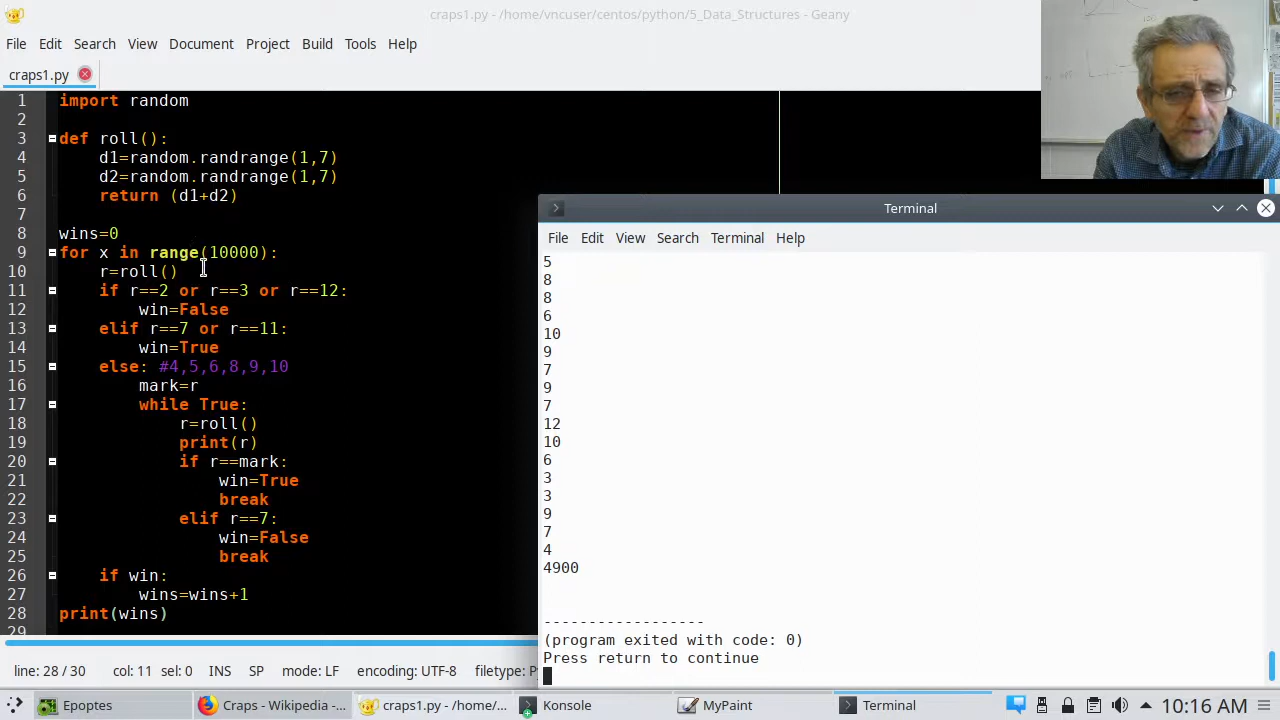 craps1.py - /home/vncuser/centos/python/5_Data_Structures - Geany
File Edit Search View Document Project Build Tools Help
craps1.py
1 import random
2
3 def roll():
4 d1=random.randrange(1,7)
5 d2=random.randrange(1,7)
6 return (d1+d2)
7
8 wins=0
9 for x in range(10000):
10 r=roll()
11 if r==2 or r==3 or r==12:
12 win=False
13 elif r==7 or r==11:
14 win=True
15 else: #4,5,6,8,9,10
16 mark=r
17 while True:
18 r=roll()
19 print(r)
20 if r==mark:
21 win=True
22 break
23 elif r==7:
24 win=False
25 break
26 if win:
27 wins=wins+1
28 print(wins)
29
Terminal
File Edit View Search Terminal Help
5
8
8
6
10
9
7
9
7
12
10
6
3
3
9
7
4
4900
------------------
(program exited with code: 0)
Press return to continue
line: 28 / 30 col: 11 sel: 0 INS SP mode: LF encoding: UTF-8 filetype: P
Epoptes Craps - Wikipedia -... craps1.py - /home/... Konsole MyPaint Terminal 10:16 AM